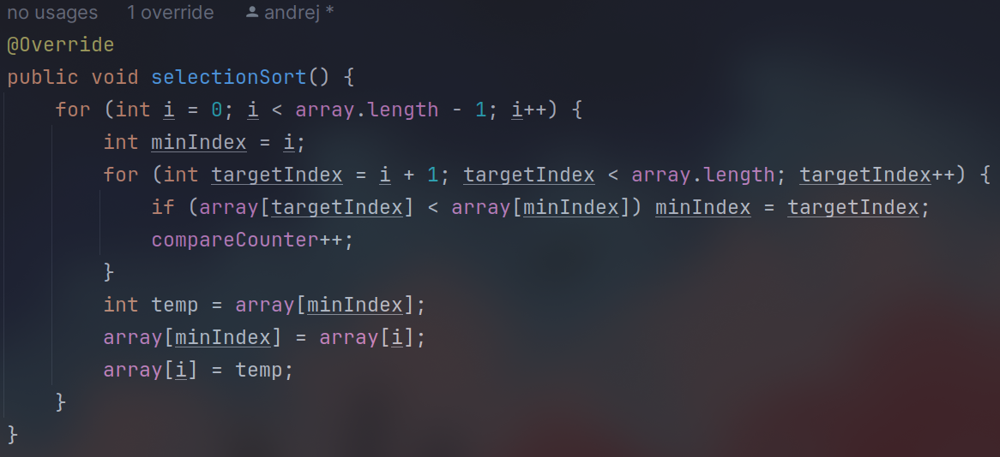 no usages 1 override andrej *
@Override
public void selectionSort() {
for (int i = 0; i < array.length - 1; i++) {
int minIndex = i;
for (int targetIndex = i + 1; targetIndex < array.length; targetIndex++) {
if (array[targetIndex] < array[minIndex]) minIndex = targetIndex;
compareCounter++;
}
int temp = array[minIndex];
array[minIndex] = array[i];
array[i] = temp;
}
}